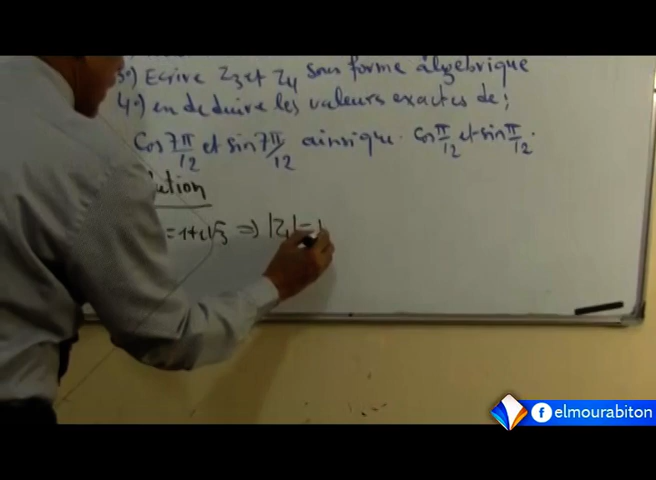 3°) Ecrire Z3 et Z4 sous forme algebrique
4°) en deduire les valeurs exactes de;
Cos 7π/12 et sin 7π/12 ainsi que. Cos π/12 et sin π/12.
ution
= 1+i√3 ⇒ |Z1| =
elmourabiton